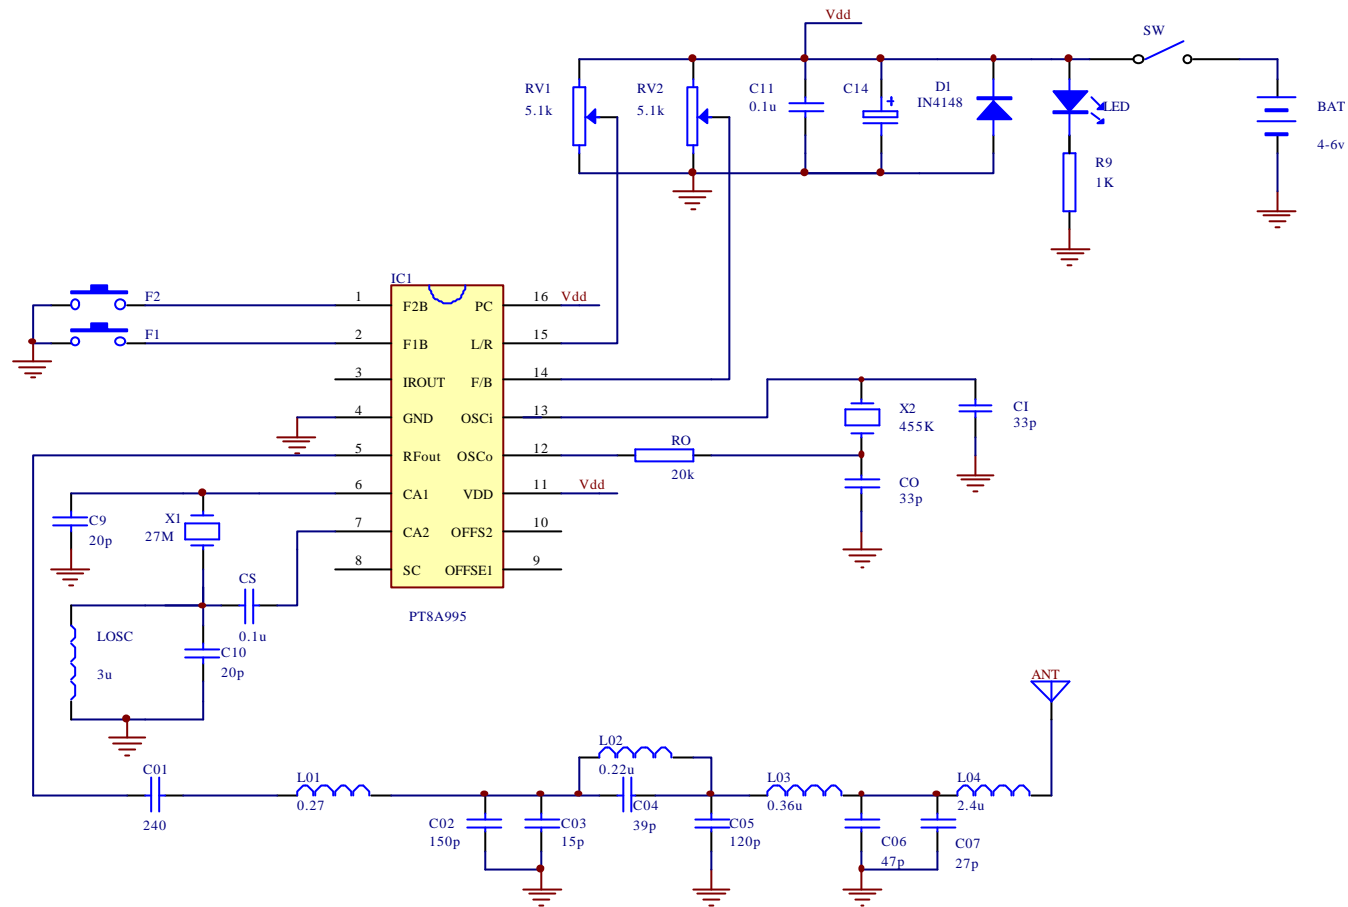 Vdd
SW
RV1
5.1k
RV2
5.1k
C11
0.1u
C14
+
D1
IN4148
LED
BAT
4-6v
R9
1K
IC1
F2
1
F2B
PC
16
Vdd
F1
2
F1B
L/R
15
3
IROUT
F/B
14
4
GND
OSCi
13
X2
455K
CI
33p
5
RFout
OSCo
12
RO
20k
CO
33p
6
CA1
VDD
11
Vdd
C9
20p
X1
27M
7
CA2
OFFS2
10
8
SC
OFFSE1
9
CS
0.1u
PT8A995
LOSC
3u
C10
20p
ANT
C01
240
L01
0.27
L02
0.22u
C04
39p
L03
0.36u
L04
2.4u
C02
150p
C03
15p
C05
120p
C06
47p
C07
27p